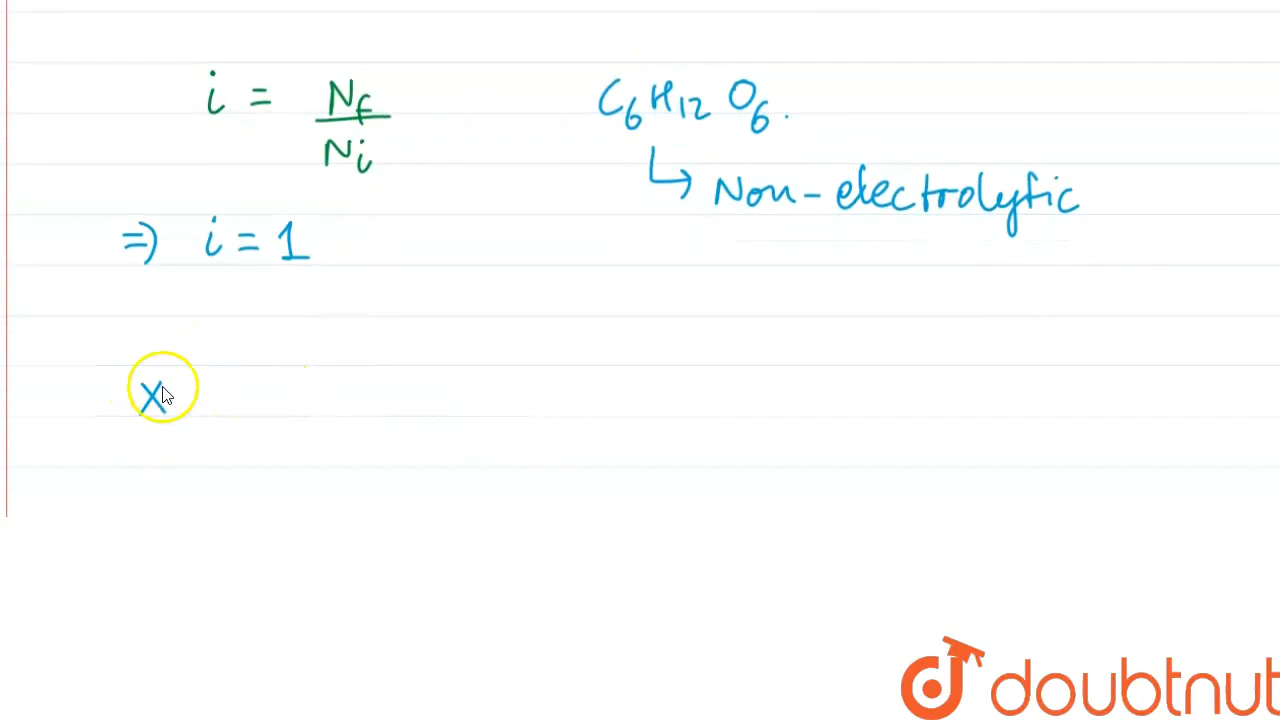 i = Nf / Ni
C6H12O6.
↳ Non-electrolytic
⇒ i = 1
X
doubtnut